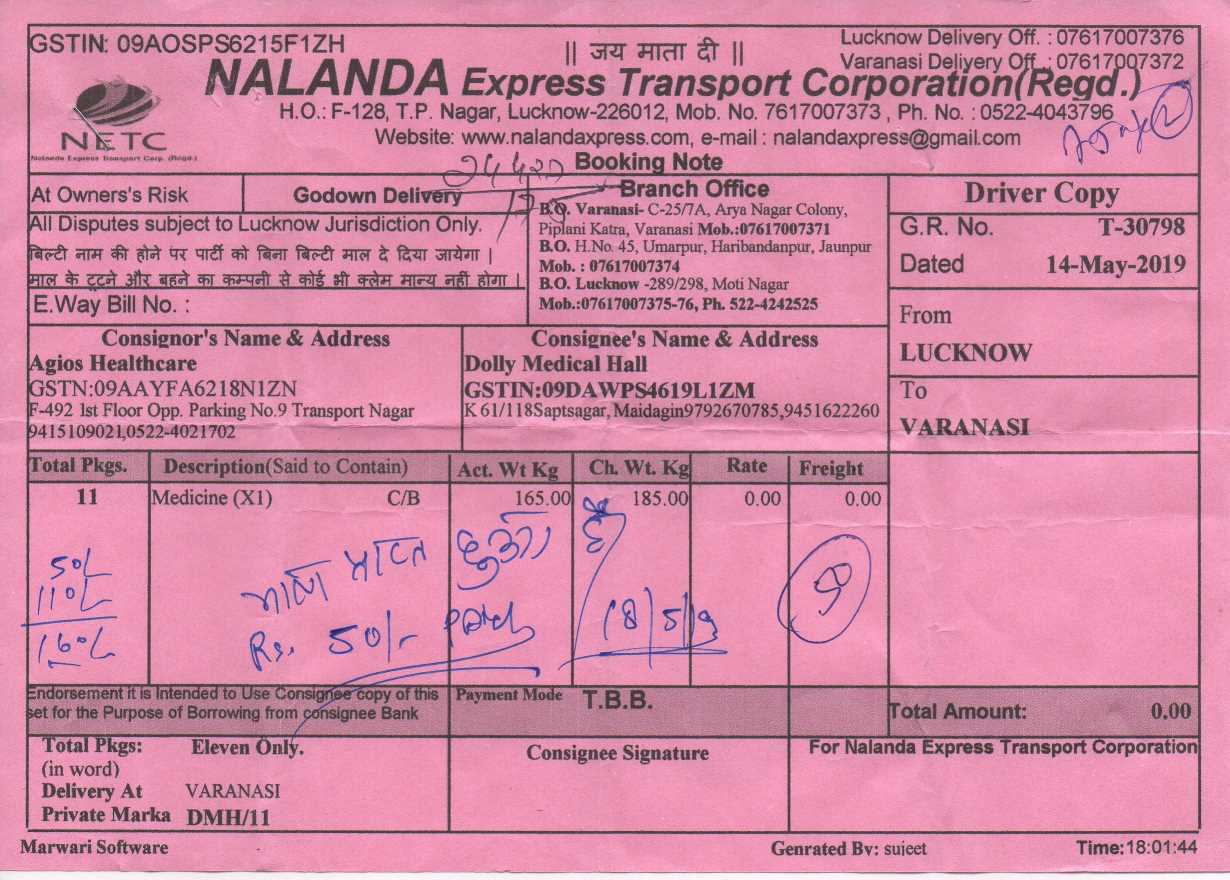 GSTIN: 09AOSPS6215F1ZH
|| जय माता दी ||
Lucknow Delivery Off. : 07617007376
Varanasi Delivery Off. : 07617007372
NALANDA Express Transport Corporation(Regd.)
H.O.: F-128, T.P. Nagar, Lucknow-226012, Mob. No. 7617007373 , Ph. No. : 0522-4043796
Website: www.nalandaxpress.com, e-mail : nalandaxpress@gmail.com
NETC
Nalanda Express Transport Corp. (Regd.)
Booking Note
At Owners's Risk
Godown Delivery
All Disputes subject to Lucknow Jurisdiction Only.
बिल्टी नाम की होने पर पार्टी को बिना बिल्टी माल दे दिया जायेगा |
माल के टूटने और बहने का कम्पनी से कोई भी क्लेम मान्य नहीं होगा |
E.Way Bill No. :
Branch Office
B.O. Varanasi- C-25/7A, Arya Nagar Colony,
Piplani Katra, Varanasi Mob.:07617007371
B.O. H.No. 45, Umarpur, Haribandanpur, Jaunpur
Mob. : 07617007374
B.O. Lucknow -289/298, Moti Nagar
Mob.:07617007375-76, Ph. 522-4242525
Driver Copy
G.R. No. T-30798
Dated 14-May-2019
From
LUCKNOW
To
VARANASI
Consignor's Name & Address
Agios Healthcare
GSTN:09AAYFA6218N1ZN
F-492 1st Floor Opp. Parking No.9 Transport Nagar
9415109021,0522-4021702
Consignee's Name & Address
Dolly Medical Hall
GSTIN:09DAWPS4619L1ZM
K 61/118Saptsagar, Maidagin9792670785,9451622260
Total Pkgs. Description(Said to Contain) Act. Wt Kg Ch. Wt. Kg Rate Freight
11 Medicine (X1) C/B 165.00 185.00 0.00 0.00
50/-
110/-
160/-
Rs. 50/- Paid
Endorsement it is Intended to Use Consignee copy of this
set for the Purpose of Borrowing from consignee Bank
Payment Mode T.B.B.
Total Amount: 0.00
Total Pkgs: Eleven Only.
(in word)
Delivery At VARANASI
Private Marka DMH/11
Consignee Signature
For Nalanda Express Transport Corporation
Marwari Software
Genrated By: sujeet
Time:18:01:44